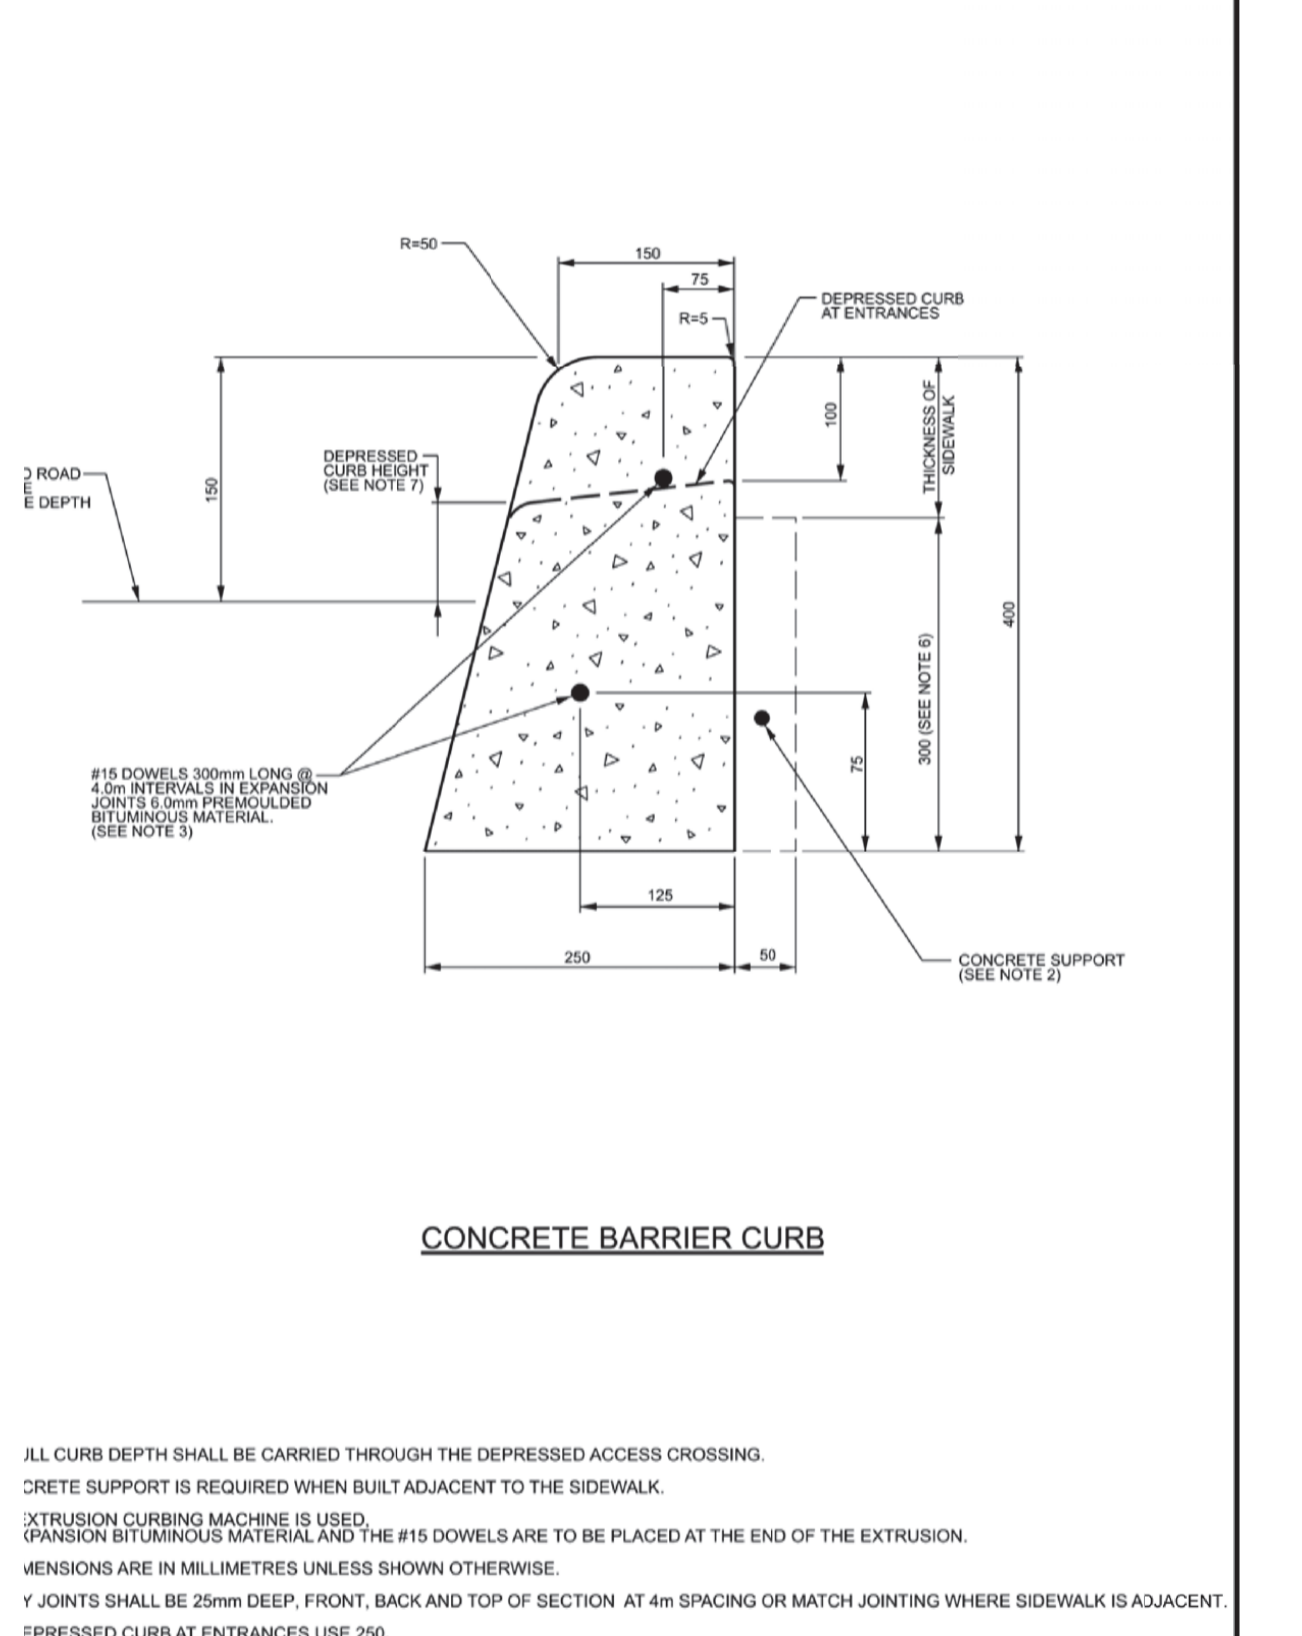 R=50
150
75
R=5
DEPRESSED CURB
AT ENTRANCES
100
THICKNESS OF
SIDEWALK
400
DEPRESSED
CURB HEIGHT
(SEE NOTE 7)
150
ROAD
DEPTH
300 (SEE NOTE 6)
75
#15 DOWELS 300mm LONG @
4.0m INTERVALS IN EXPANSION
JOINTS 6.0mm PREMOULDED
BITUMINOUS MATERIAL.
(SEE NOTE 3)
125
250
50
CONCRETE SUPPORT
(SEE NOTE 2)
CONCRETE BARRIER CURB
CURB DEPTH SHALL BE CARRIED THROUGH THE DEPRESSED ACCESS CROSSING.
CRETE SUPPORT IS REQUIRED WHEN BUILT ADJACENT TO THE SIDEWALK.
XTRUSION CURBING MACHINE IS USED,
PANSION BITUMINOUS MATERIAL AND THE #15 DOWELS ARE TO BE PLACED AT THE END OF THE EXTRUSION.
MENSIONS ARE IN MILLIMETRES UNLESS SHOWN OTHERWISE.
Y JOINTS SHALL BE 25mm DEEP, FRONT, BACK AND TOP OF SECTION AT 4m SPACING OR MATCH JOINTING WHERE SIDEWALK IS ADJACENT.
EPRESSED CURB AT ENTRANCES USE 250